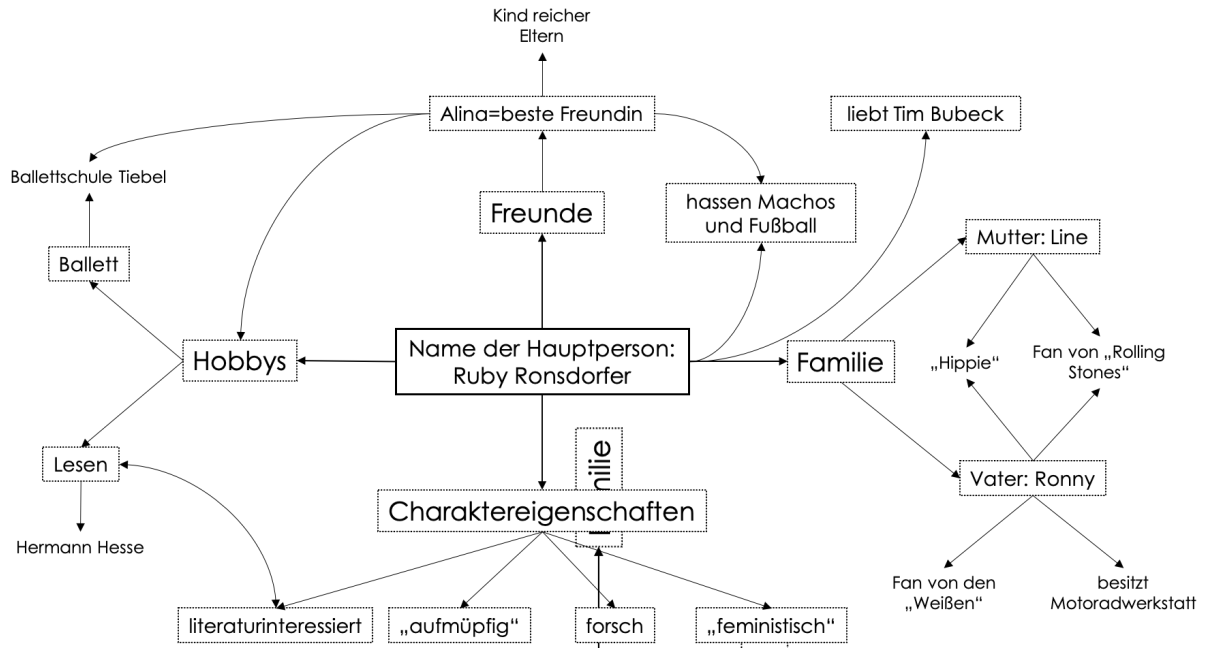 Kind reicher
Eltern
Alina=beste Freundin
liebt Tim Bubeck
Ballettschule Tiebel
Freunde
hassen Machos
und Fußball
Mutter: Line
Ballett
Hobbys
Name der Hauptperson:
Ruby Ronsdorfer
Familie
„Hippie“
Fan von „Rolling
Stones“
Lesen
Vater: Ronny
Charaktereigenschaften
Hermann Hesse
Fan von den
„Weißen“
besitzt
Motoradwerkstatt
literaturinteressiert
„aufmüpfig“
forsch
„feministisch“